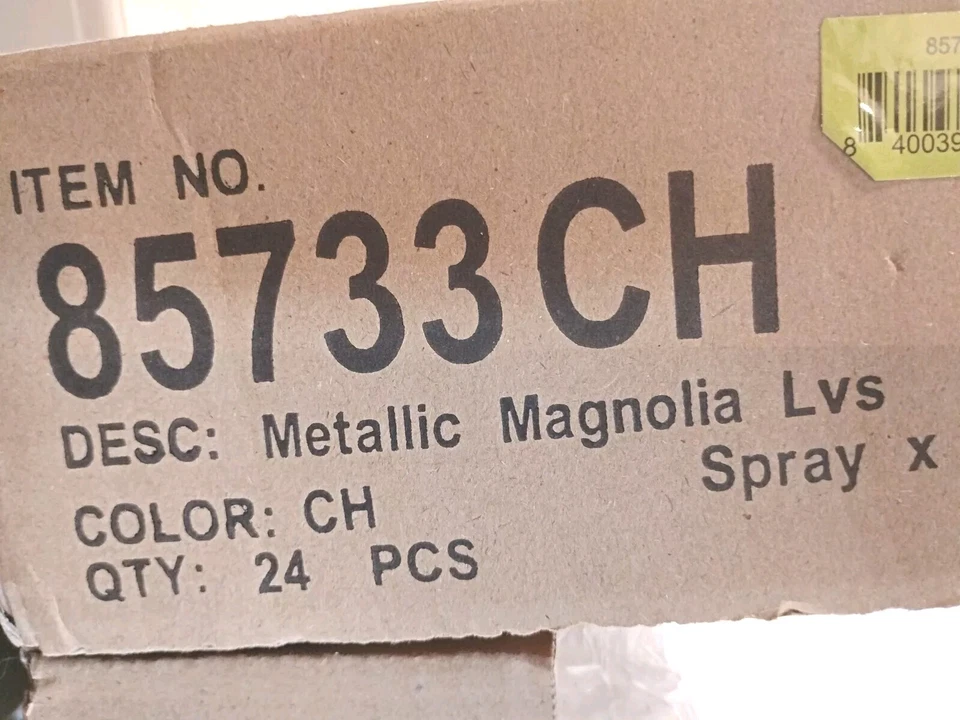 857
8 40039
ITEM NO.
85733CH
DESC: Metallic Magnolia Lvs
Spray x
COLOR: CH
QTY: 24 PCS